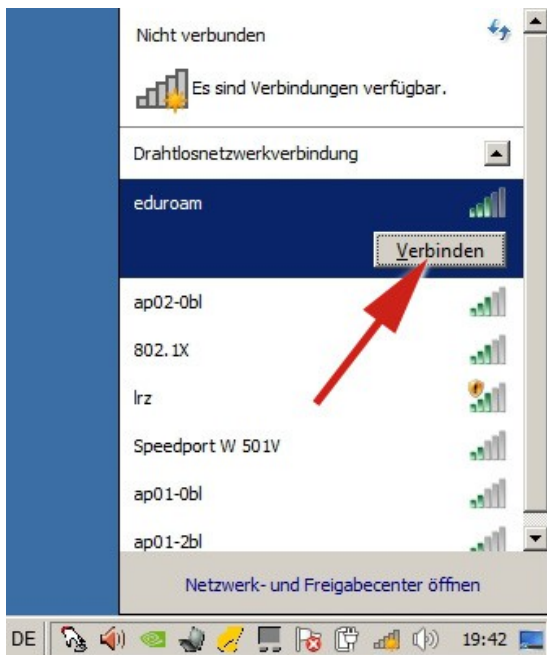 Nicht verbunden
Es sind Verbindungen verfügbar.
Drahtlosnetzwerkverbindung
eduroam
Verbinden
ap02-0bl
802.1X
lrz
Speedport W 501V
ap01-0bl
ap01-2bl
Netzwerk- und Freigabecenter öffnen
DE 19:42